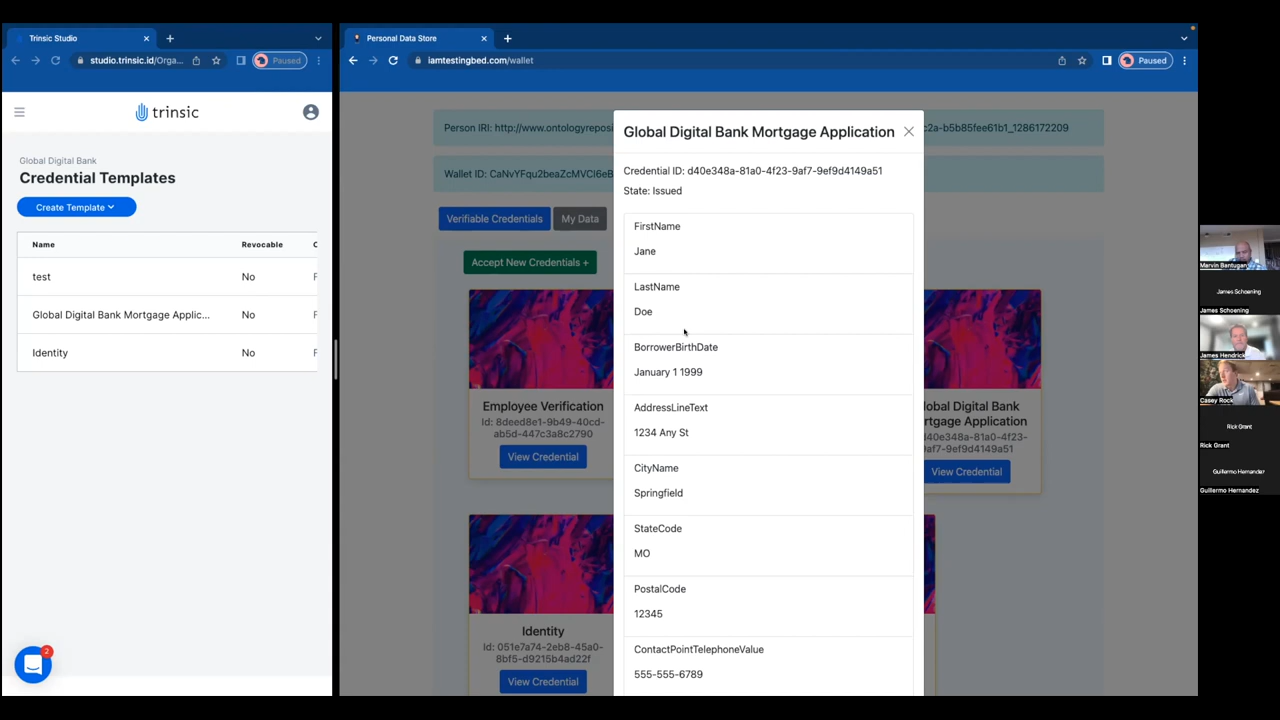 Trinsic Studio
studio.trinsic.id/Orga...
Paused
trinsic
Global Digital Bank
Credential Templates
Create Template
Name
Revocable
test
No
Global Digital Bank Mortgage Applic...
No
Identity
No
2
Personal Data Store
iamtestingbed.com/wallet
Paused
Person IRI: http://www.ontologyreposi
c2a-b5b85fee61b1_1286172209
Wallet ID: CaNvYFqu2beaZcMVCI6eB
Verifiable Credentials
My Data
Accept New Credentials +
Employee Verification
Id: 8deed8e1-9b49-40cd-
ab5d-447c3a8c2790
View Credential
Identity
Id: 051e7a74-2eb8-45a0-
8bf5-d9215b4ad22f
View Credential
lobal Digital Bank
rtgage Application
d40e348a-81a0-4f23-
9af7-9ef9d4149a51
View Credential
Global Digital Bank Mortgage Application
Credential ID: d40e348a-81a0-4f23-9af7-9ef9d4149a51
State: Issued
FirstName
Jane
LastName
Doe
BorrowerBirthDate
January 1 1999
AddressLineText
1234 Any St
CityName
Springfield
StateCode
MO
PostalCode
12345
ContactPointTelephoneValue
555-555-6789
Marvin Bantugan
James Schoening
James Schoening
James Hendrick
Casey Rock
Rick Grant
Rick Grant
Guillermo Hernandez
Guillermo Hernandez